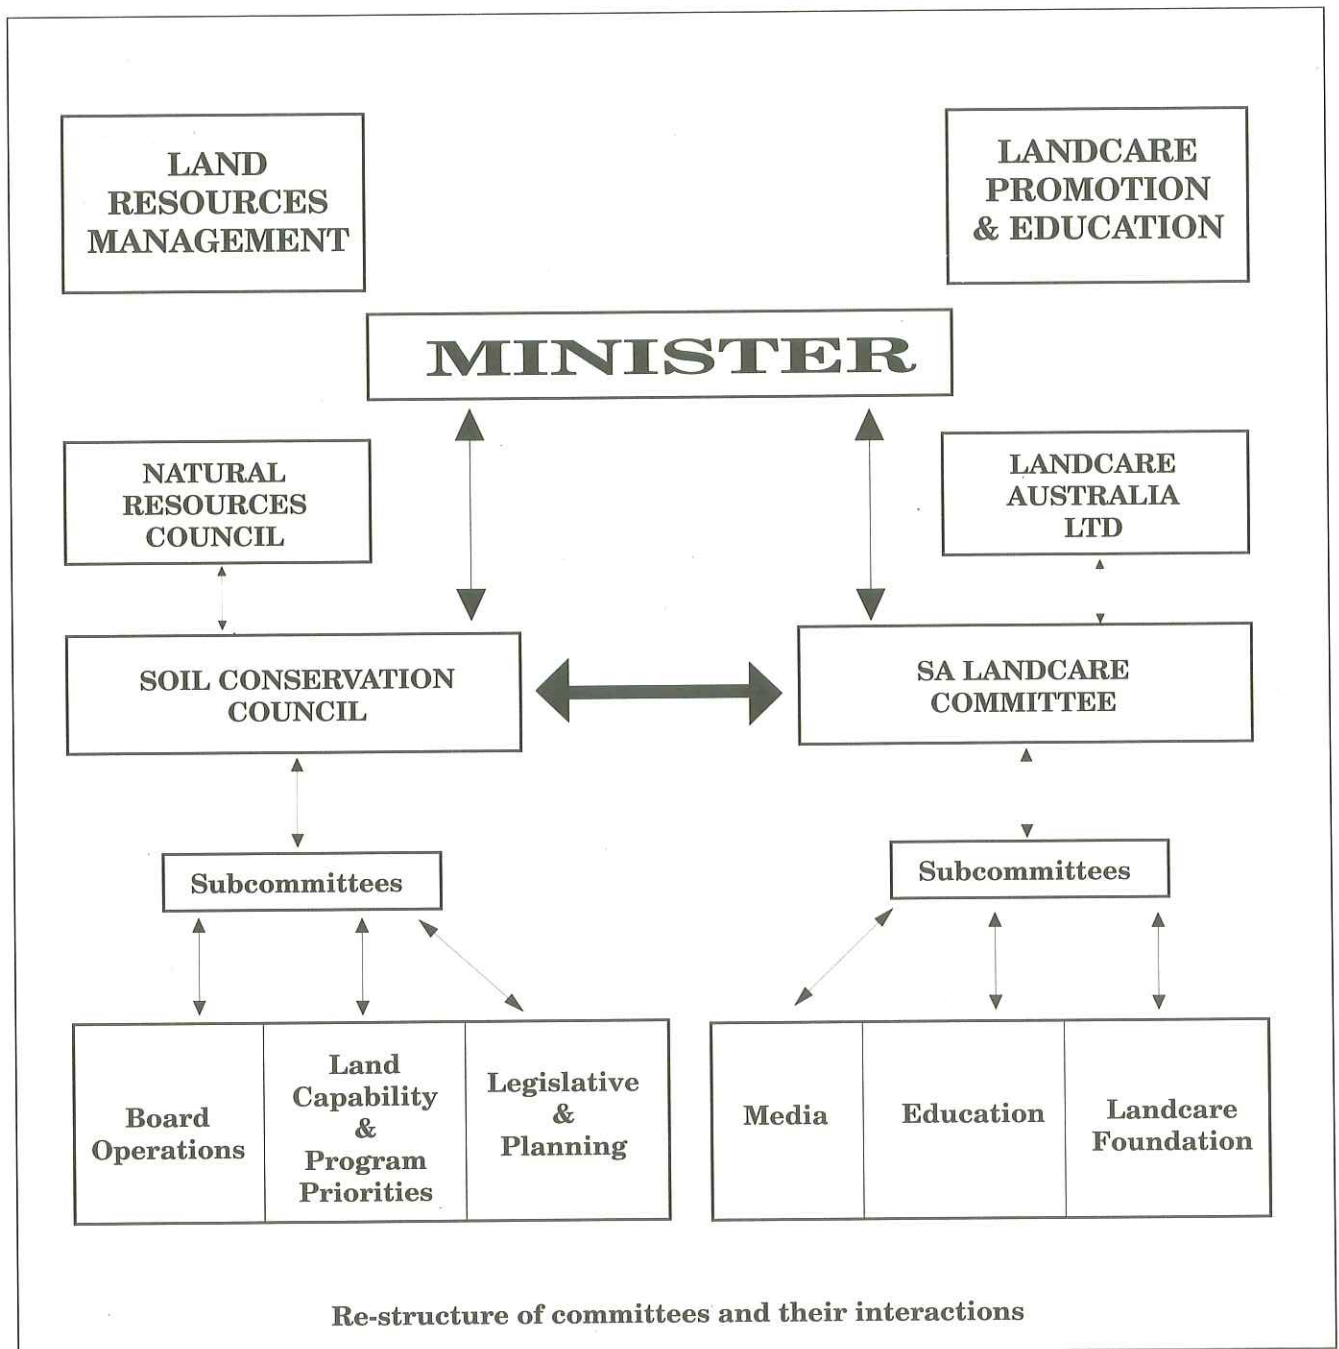 LAND
RESOURCES
MANAGEMENT
LANDCARE
PROMOTION
& EDUCATION
MINISTER
NATURAL
RESOURCES
COUNCIL
LANDCARE
AUSTRALIA
LTD
SOIL CONSERVATION
COUNCIL
SA LANDCARE
COMMITTEE
Subcommittees
Subcommittees
Board
Operations
Land
Capability
&
Program
Priorities
Legislative
&
Planning
Media
Education
Landcare
Foundation
Re-structure of committees and their interactions